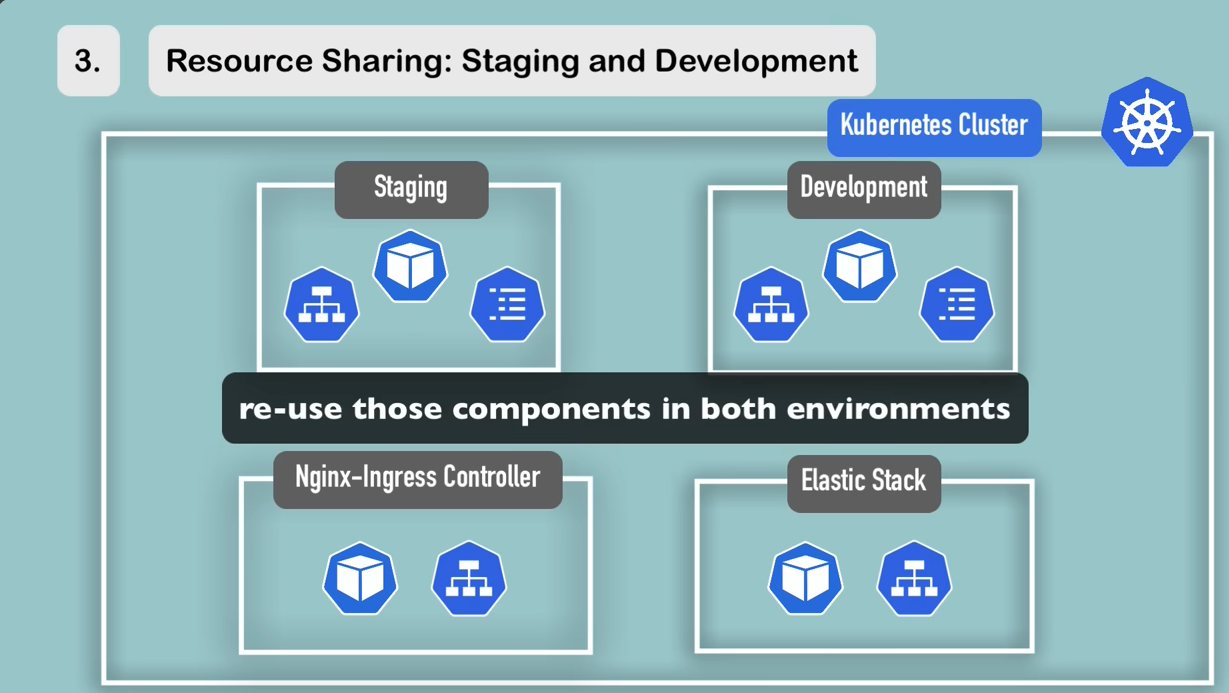 3.
Resource Sharing: Staging and Development
Kubernetes Cluster
Staging
Development
re-use those components in both environments
Nginx-Ingress Controller
Elastic Stack